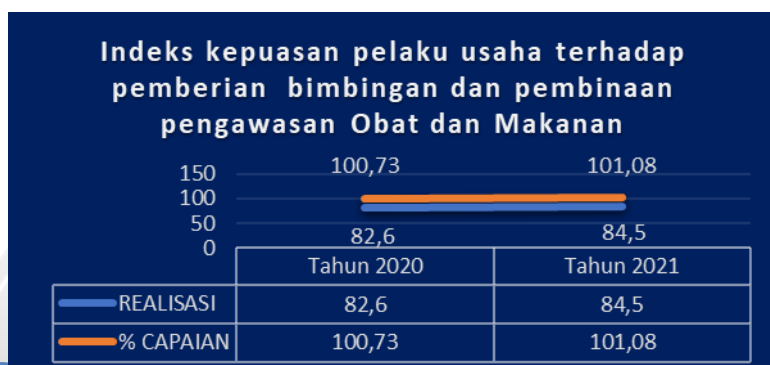 Indeks kepuasan pelaku usaha terhadap
pemberian bimbingan dan pembinaan
pengawasan Obat dan Makanan
150
100
50
0
100,73 101,08
82,6 84,5
Tahun 2020 Tahun 2021
REALISASI 82,6 84,5
% CAPAIAN 100,73 101,08